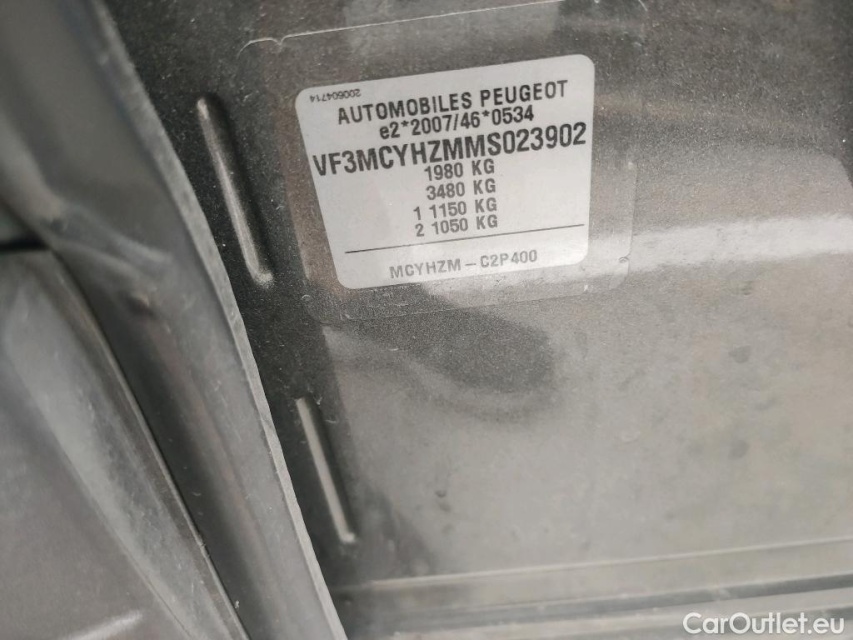 200604714
AUTOMOBILES PEUGEOT
e2*2007/46*0534
VF3MCYHZMMS023902
1980 KG
3480 KG
1 1150 KG
2 1050 KG
MCYHZM-C2P400
CarOutlet.eu